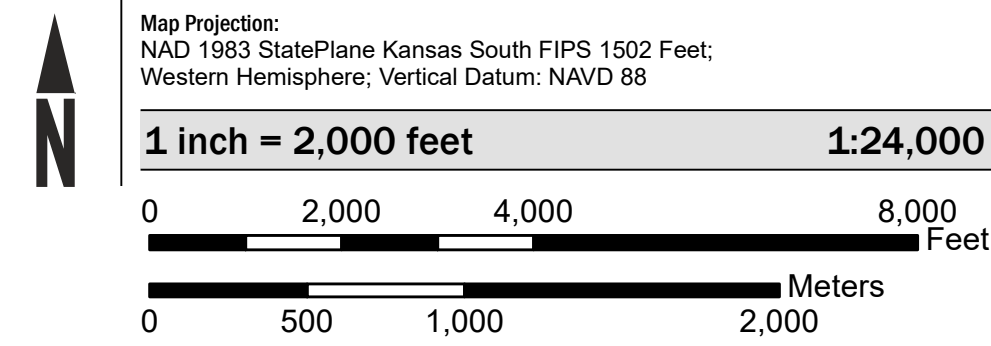 Map Projection:
NAD 1983 StatePlane Kansas South FIPS 1502 Feet;
Western Hemisphere; Vertical Datum: NAVD 88
N
1 inch = 2,000 feet 1:24,000
0 2,000 4,000 8,000
Feet
Meters
0 500 1,000 2,000